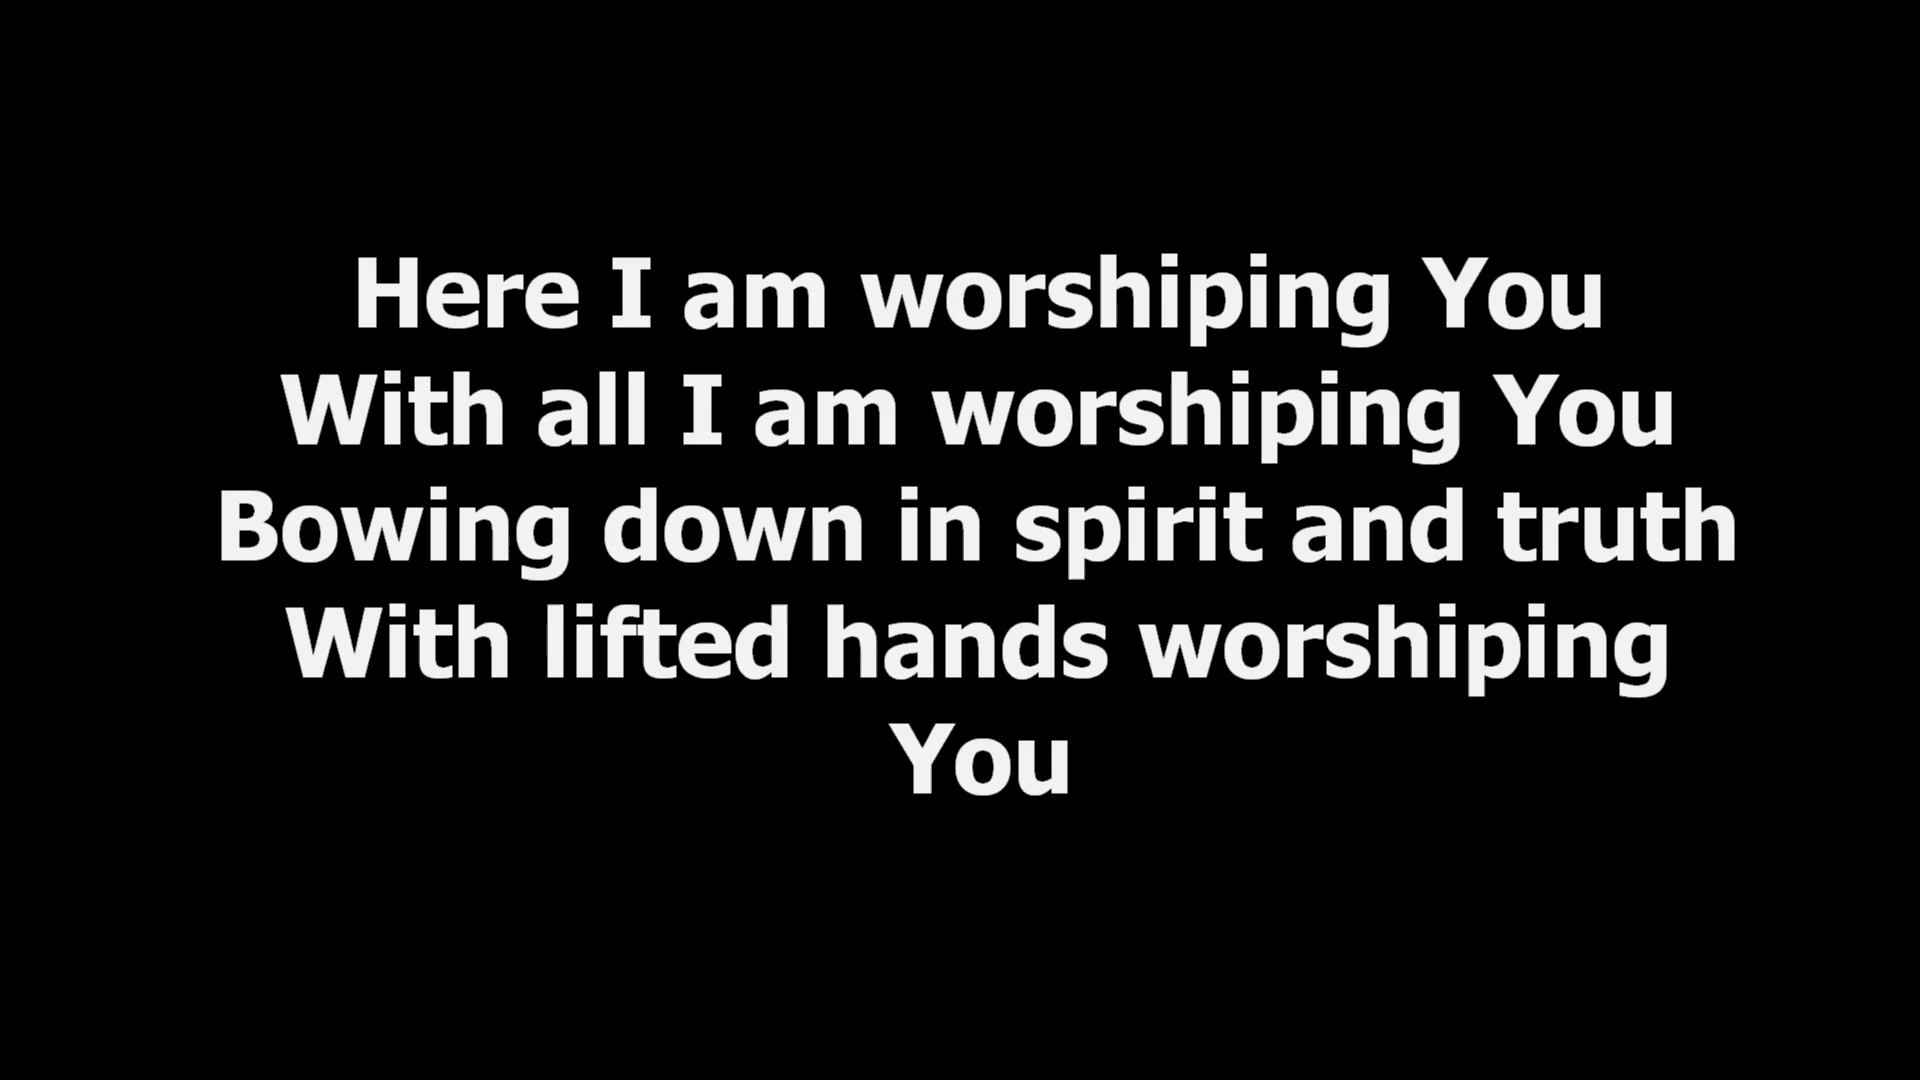 Here I am worshiping You
With all I am worshiping You
Bowing down in spirit and truth
With lifted hands worshiping
You